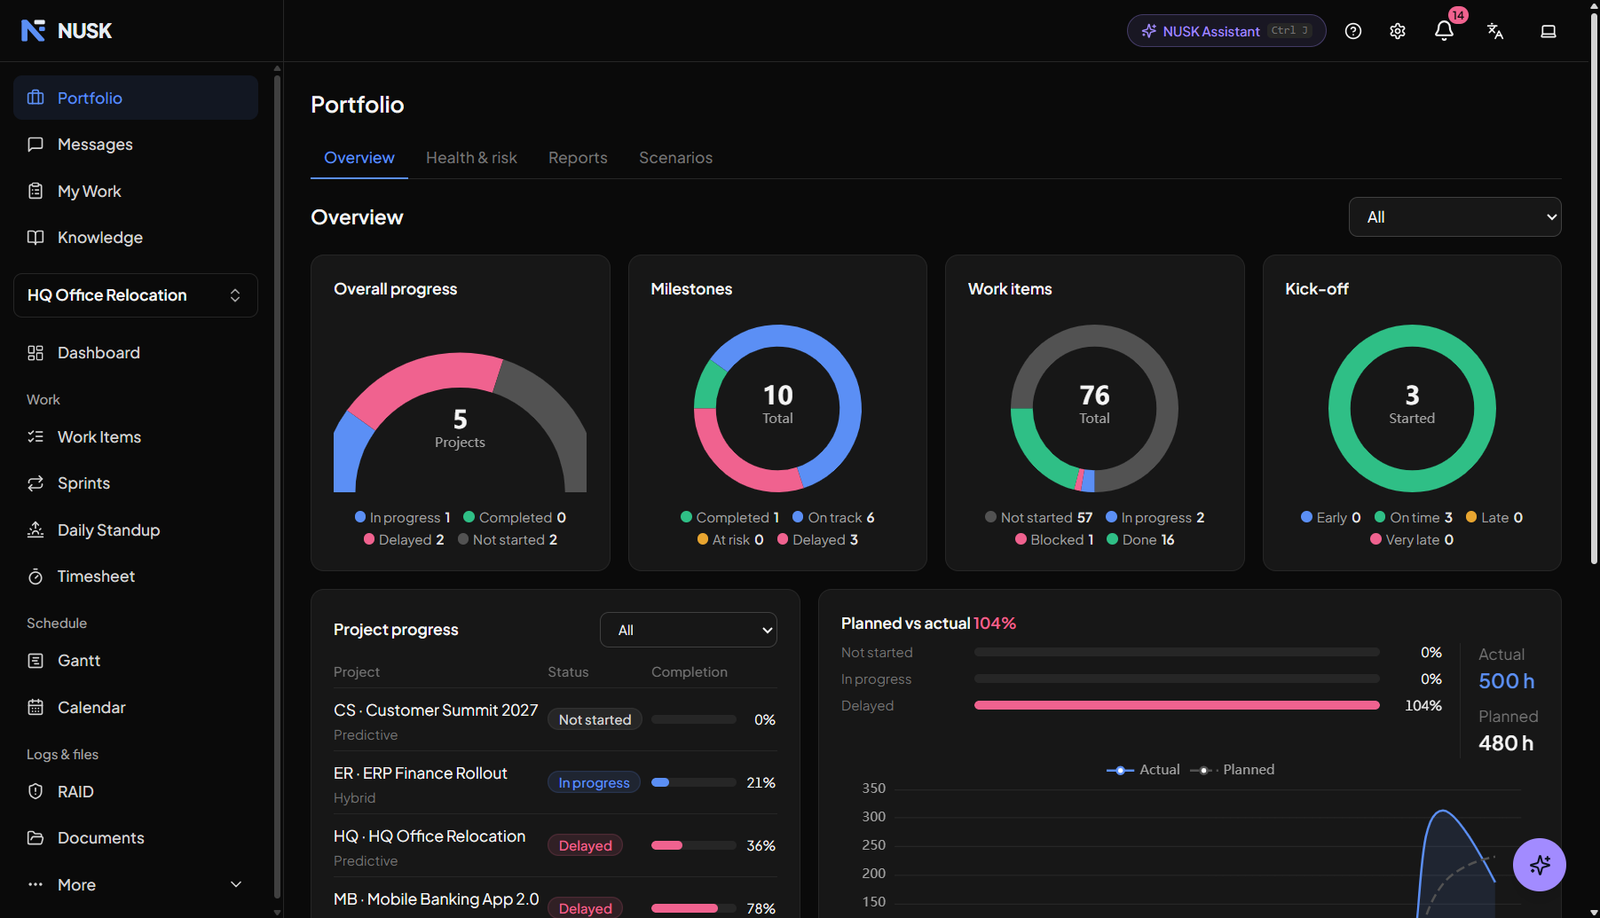 NUSK
NUSK Assistant Ctrl J
14
Portfolio
Messages
My Work
Knowledge
HQ Office Relocation
Dashboard
Work
Work Items
Sprints
Daily Standup
Timesheet
Schedule
Gantt
Calendar
Logs & files
RAID
Documents
More
Portfolio
Overview Health & risk Reports Scenarios
Overview
All
Overall progress
5
Projects
In progress 1 Completed 0
Delayed 2 Not started 2
Milestones
10
Total
Completed 1 On track 6
At risk 0 Delayed 3
Work items
76
Total
Not started 57 In progress 2
Blocked 1 Done 16
Kick-off
3
Started
Early 0 On time 3 Late 0
Very late 0
Project progress
All
Project Status Completion
CS · Customer Summit 2027 Not started 0%
Predictive
ER · ERP Finance Rollout In progress 21%
Hybrid
HQ · HQ Office Relocation Delayed 36%
Predictive
MB · Mobile Banking App 2.0 Delayed 78%
Planned vs actual 104%
Not started 0%
In progress 0%
Delayed 104%
Actual
500 h
Planned
480 h
Actual Planned
350
300
250
200
150